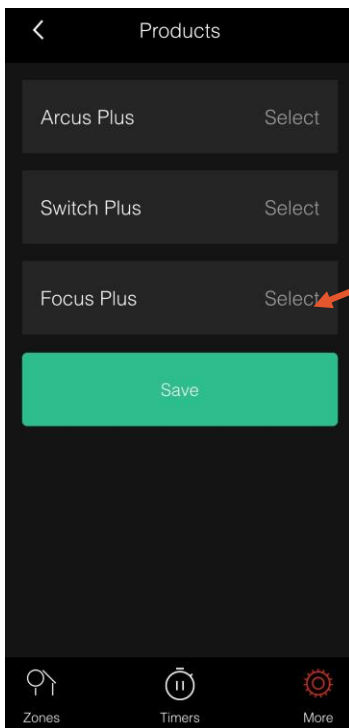 Products
Arcus Plus Select
Switch Plus Select
Focus Plus Select
Save
Zones Timers More